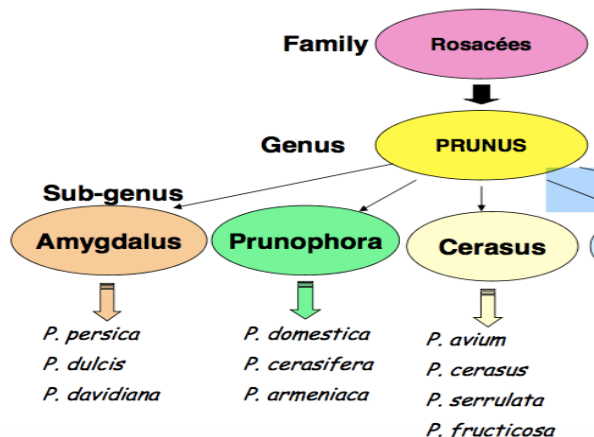 Family
Rosacées
Genus
PRUNUS
Sub-genus
Amygdalus
Prunophora
Cerasus
P. persica
P. dulcis
P. davidiana
P. domestica
P. cerasifera
P. armeniaca
P. avium
P. cerasus
P. serrulata
P. fructicosa